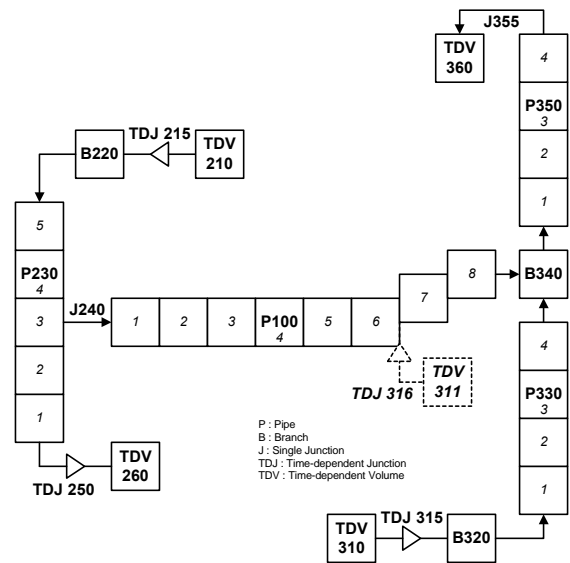 J355
TDV
360
4
P350
3
2
1
TDJ 215
B220
TDV
210
5
P230
4
3
2
1
J240
1
2
3
P100
4
5
6
7
8
B340
TDJ 316
TDV
311
4
P330
3
2
1
P : Pipe
B : Branch
J : Single Junction
TDJ : Time-dependent Junction
TDV : Time-dependent Volume
TDV
260
TDJ 250
TDJ 315
TDV
310
B320